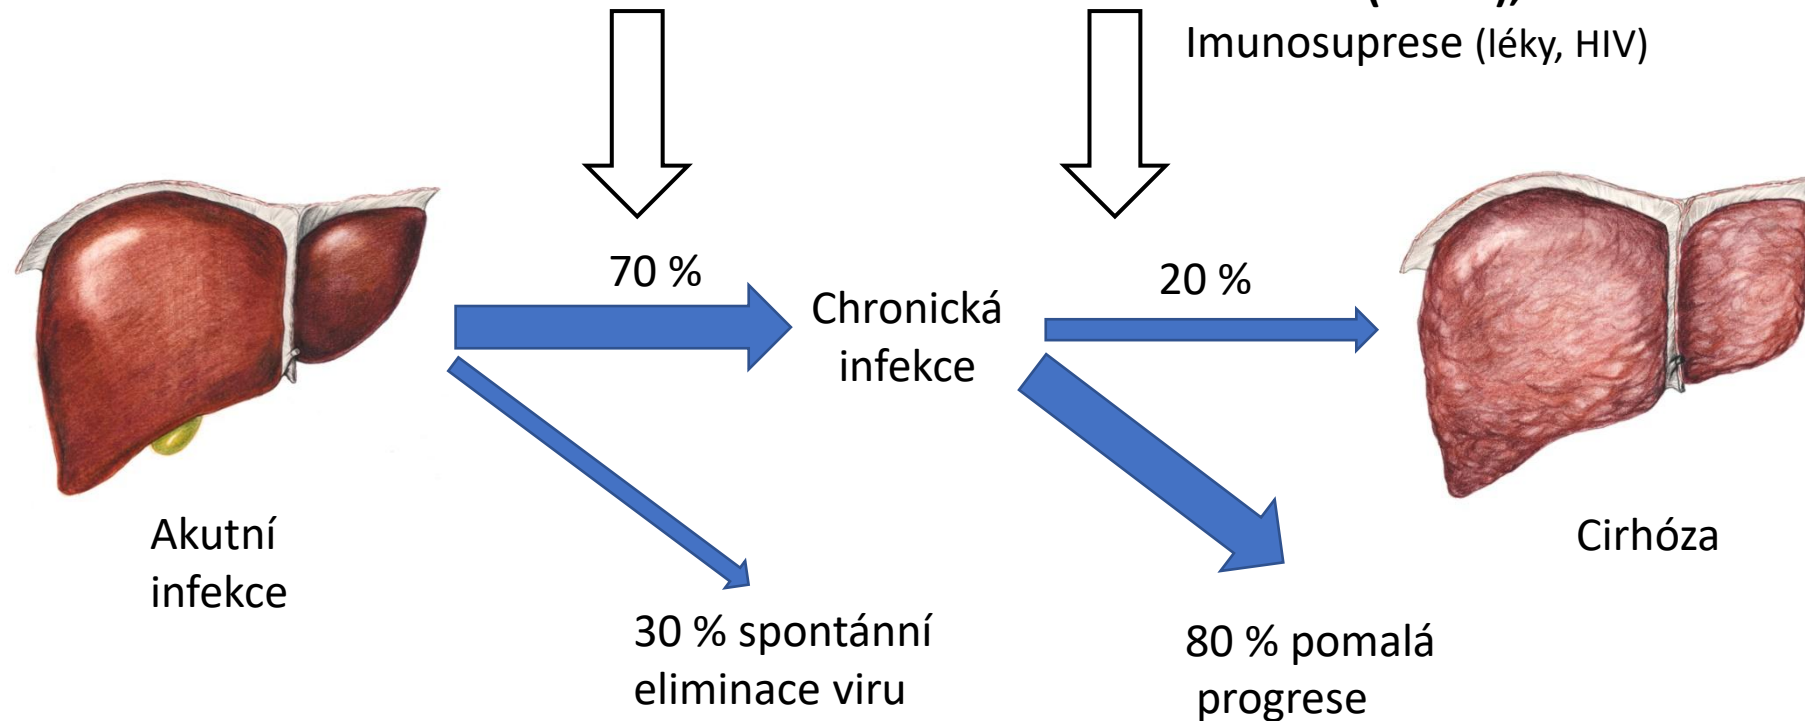 Imunosuprese (léky, HIV)
70 %
20 %
Chronická
infekce
Akutní
infekce
Cirhóza
30 % spontánní
eliminace viru
80 % pomalá
progrese